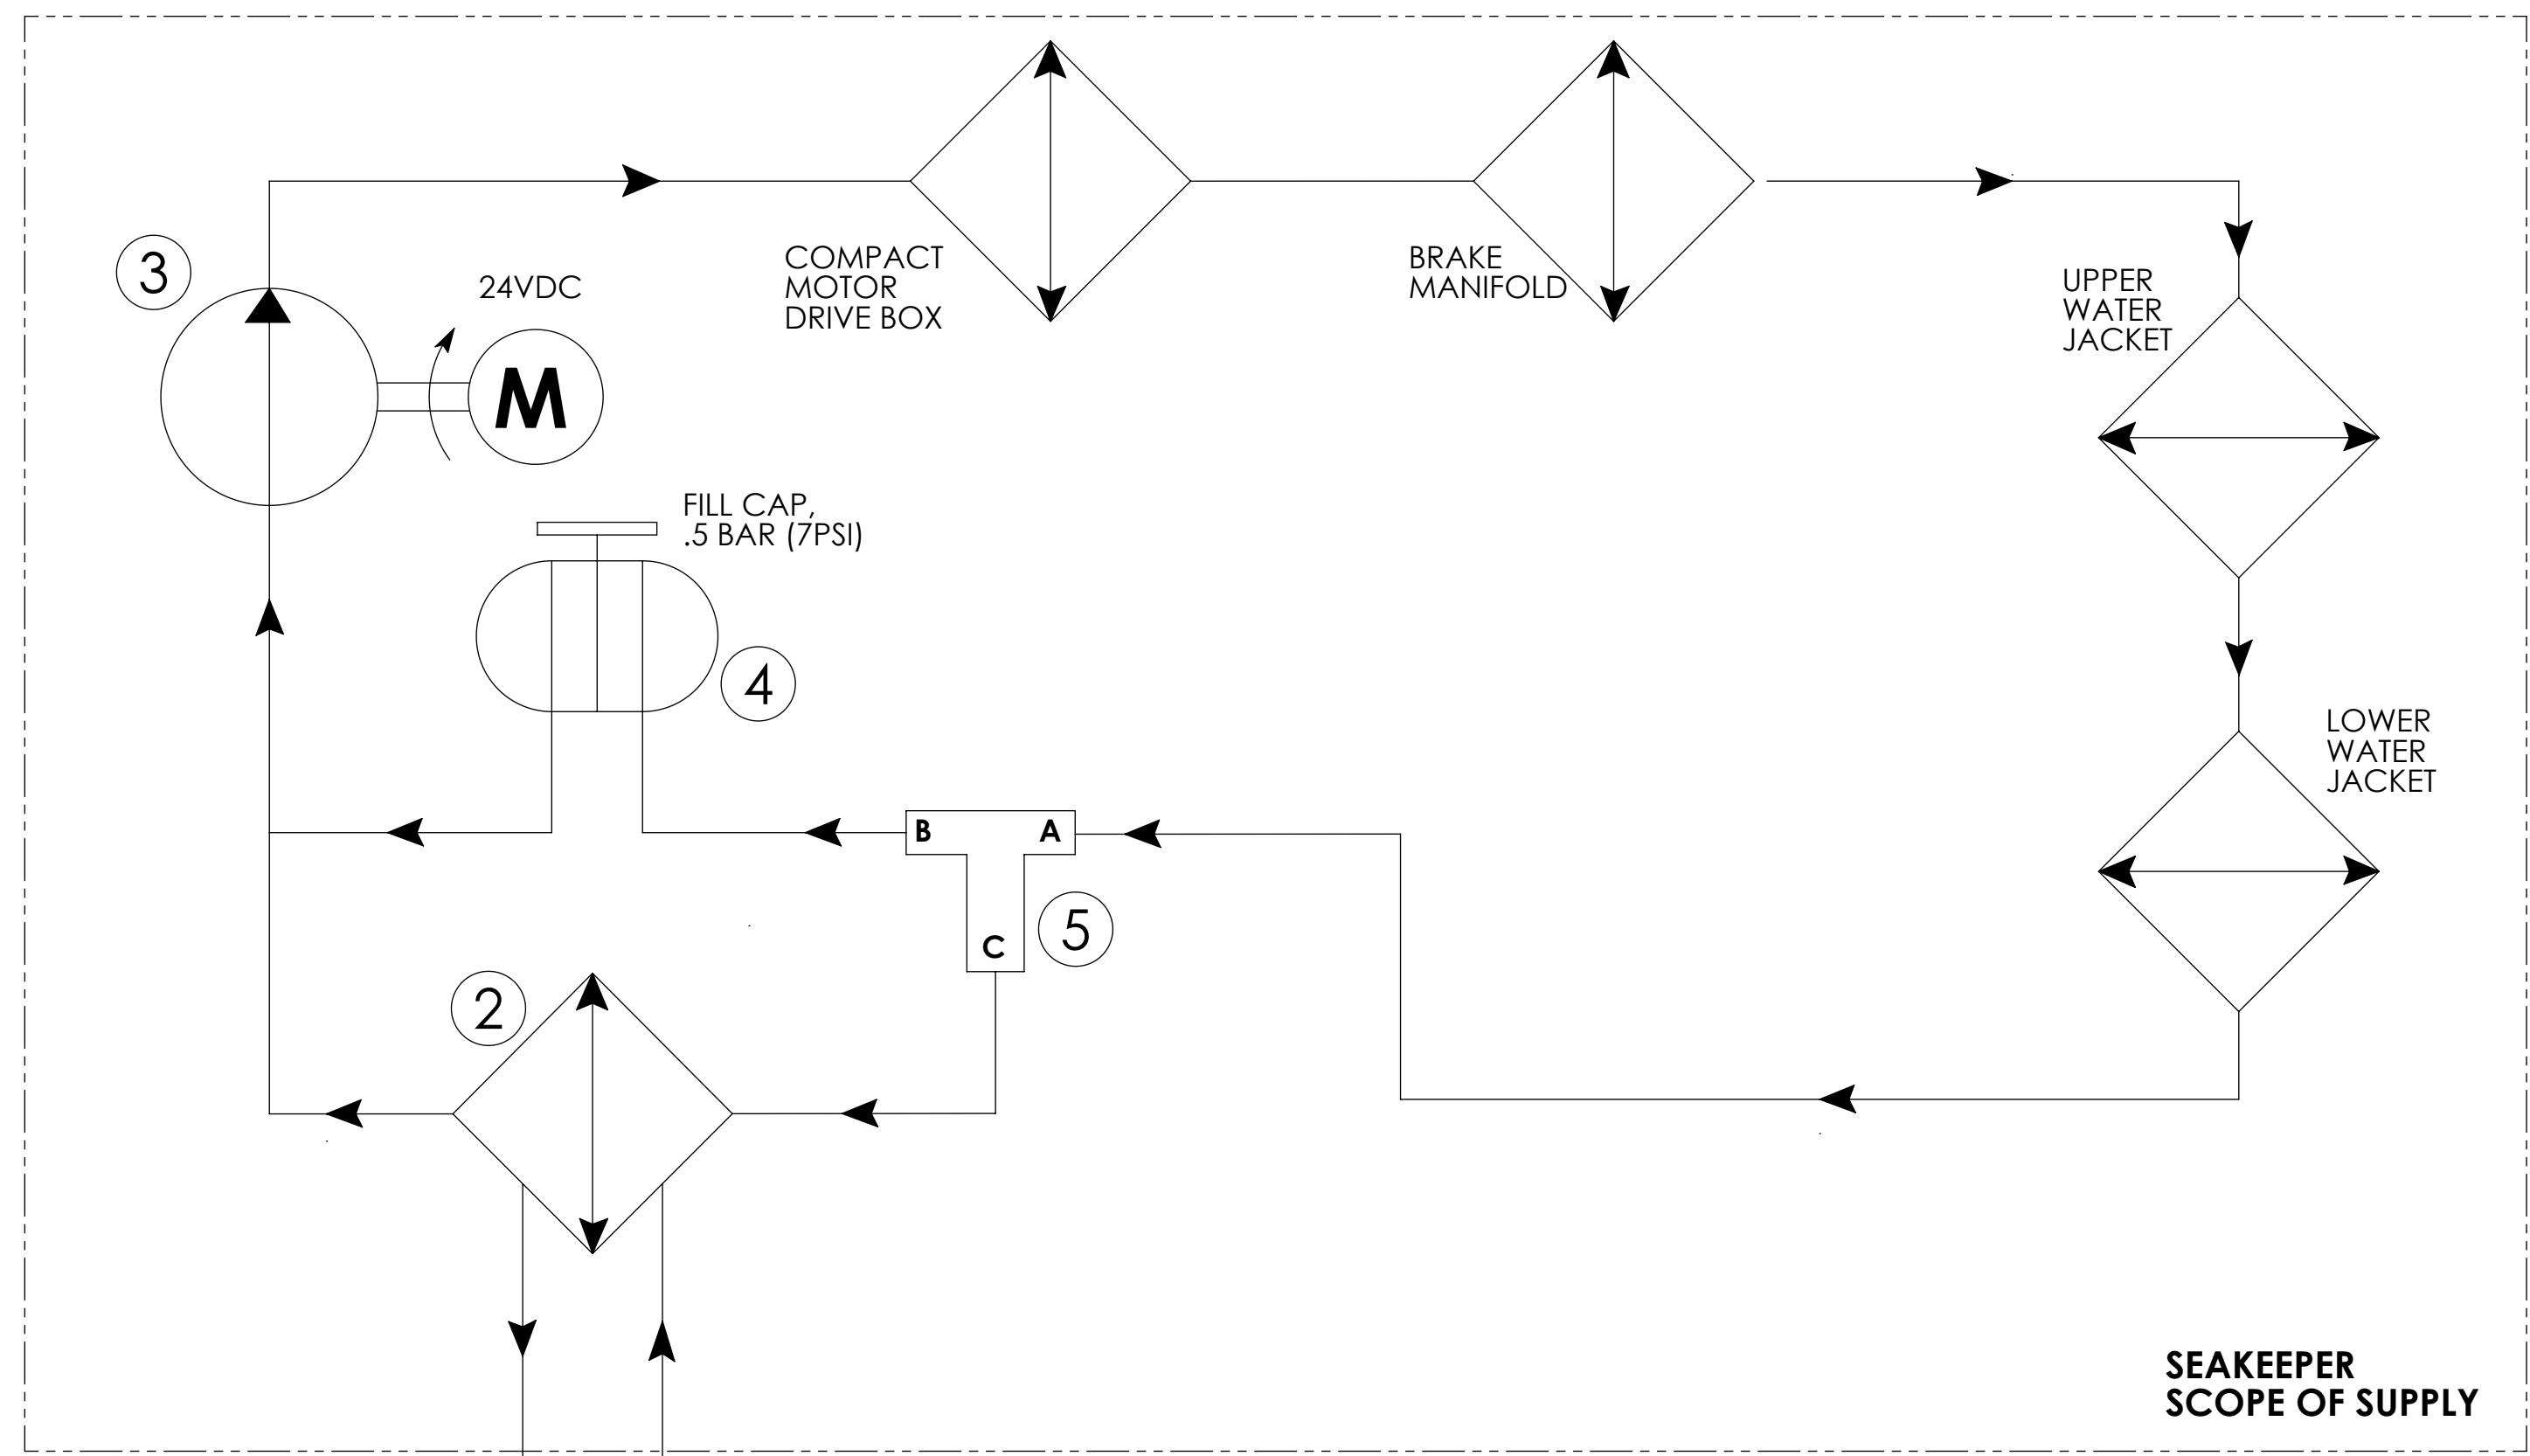 COMPACT
MOTOR
DRIVE BOX
BRAKE
MANIFOLD
3
24VDC
M
UPPER
WATER
JACKET
FILL CAP,
.5 BAR (7PSI)
4
LOWER
WATER
JACKET
B
A
C
5
2
SEAKEEPER
SCOPE OF SUPPLY